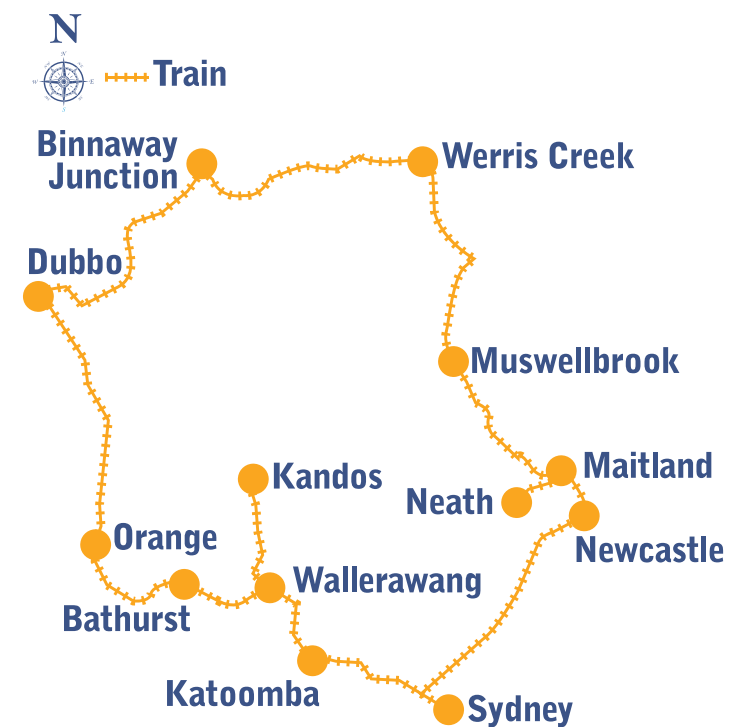 N
N
W
E
S
Train
Binnaway
Junction
Werris Creek
Dubbo
Muswellbrook
Maitland
Kandos
Neath
Orange
Newcastle
Wallerawang
Bathurst
Katoomba
Sydney